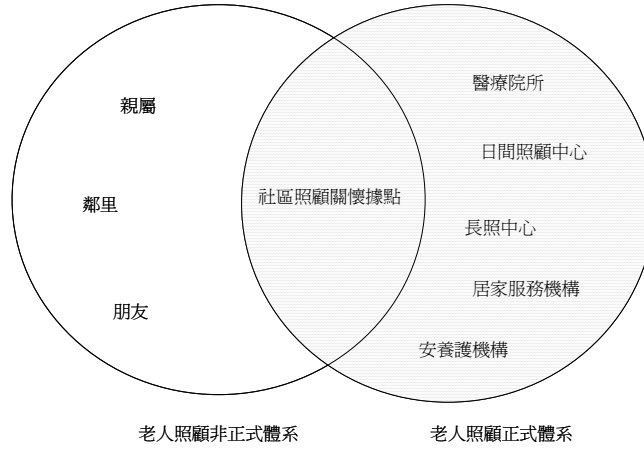 醫療院所
親屬
日間照顧中心
社區照顧關懷據點
鄰里
長照中心
居家服務機構
朋友
安養護機構
老人照顧非正式體系
老人照顧正式體系